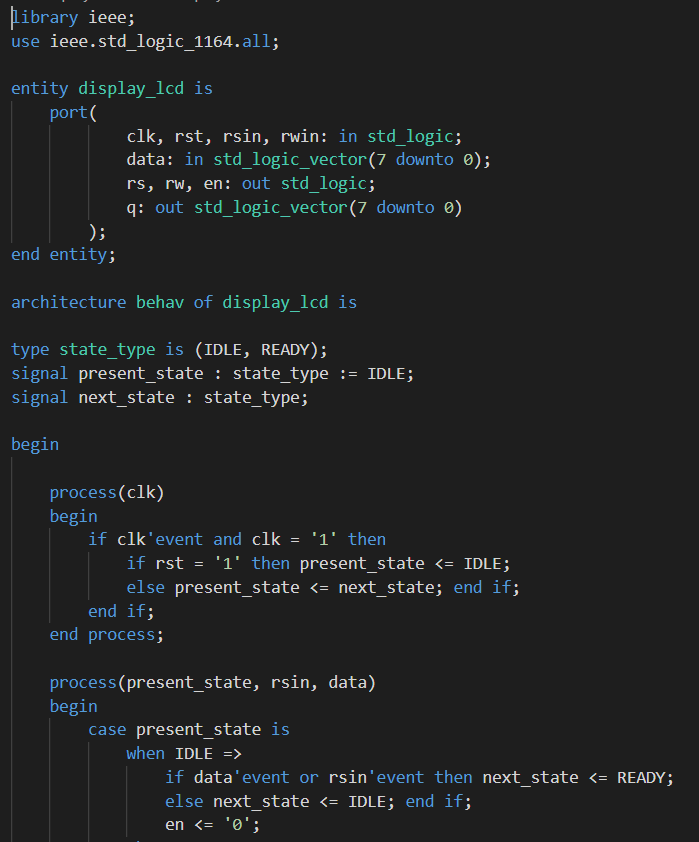 library ieee;
use ieee.std_logic_1164.all;
entity display_lcd is
port(
clk, rst, rsin, rwin: in std_logic;
data: in std_logic_vector(7 downto 0);
rs, rw, en: out std_logic;
q: out std_logic_vector(7 downto 0)
);
end entity;
architecture behav of display_lcd is
type state_type is (IDLE, READY);
signal present_state : state_type := IDLE;
signal next_state : state_type;
begin
process(clk)
begin
if clk'event and clk = '1' then
if rst = '1' then present_state <= IDLE;
else present_state <= next_state; end if;
end if;
end process;
process(present_state, rsin, data)
begin
case present_state is
when IDLE =>
if data'event or rsin'event then next_state <= READY;
else next_state <= IDLE; end if;
en <= '0';